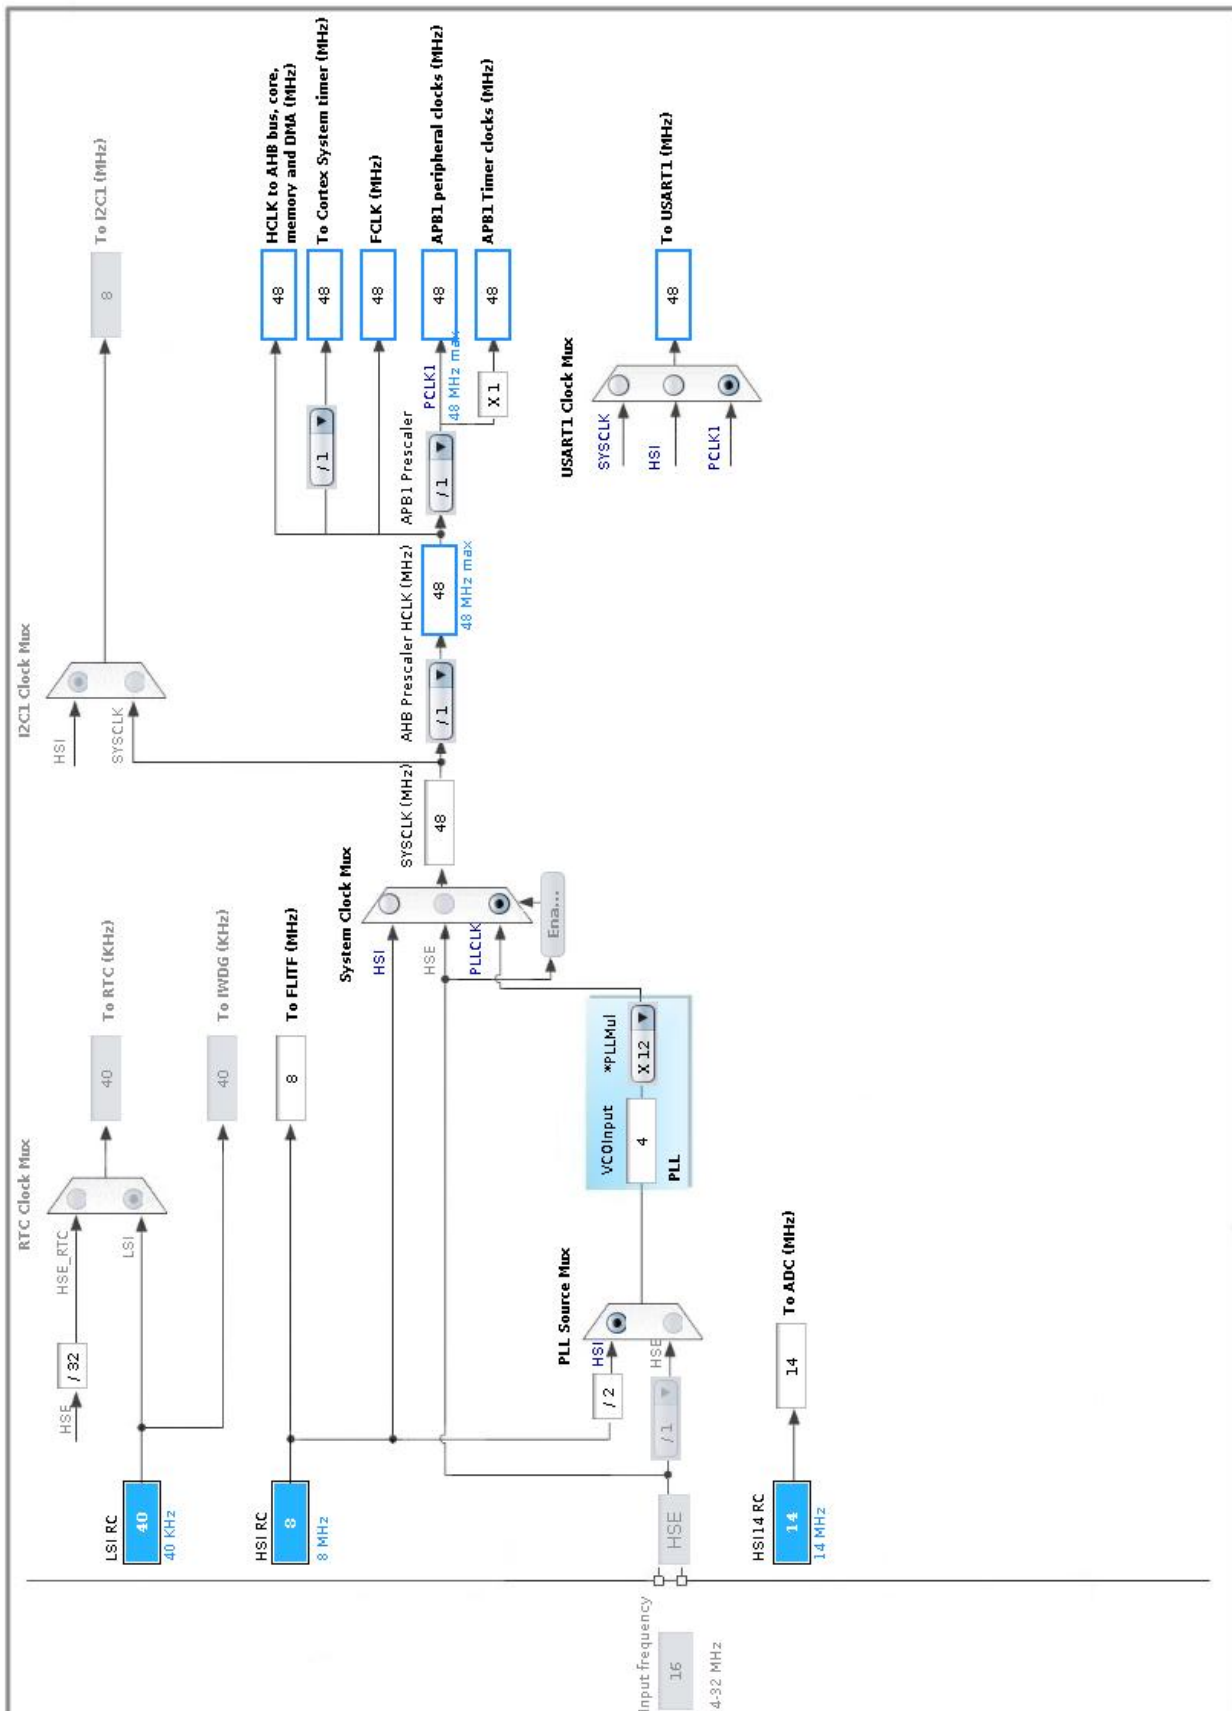 RTC Clock Mux
HSE
/ 32
HSE_RTC
LSI
40
To RTC (KHz)
LSI RC
40
40 KHz
40
To IWDG (KHz)
HSI RC
8
8 MHz
8
To FLITF (MHz)
I2C1 Clock Mux
HSI
SYSCLK
8
To I2C1 (MHz)
System Clock Mux
HSI
HSE
PLLCLK
Ena...
SYSCLK (MHz)
48
AHB Prescaler
/ 1
HCLK (MHz)
48
48 MHz max
APB1 Prescaler
/ 1
PCLK1
48 MHz max
X 1
48
HCLK to AHB bus, core,
memory and DMA (MHz)
/ 1
48
To Cortex System timer (MHz)
48
FCLK (MHz)
48
APB1 peripheral clocks (MHz)
48
APB1 Timer clocks (MHz)
PLL Source Mux
/ 2
HSI
HSE
/ 1
VCOInput
4
*PLLMul
X 12
PLL
Input frequency
16
4-32 MHz
HSE
HSI14 RC
14
14 MHz
14
To ADC (MHz)
USART1 Clock Mux
SYSCLK
HSI
PCLK1
48
To USART1 (MHz)